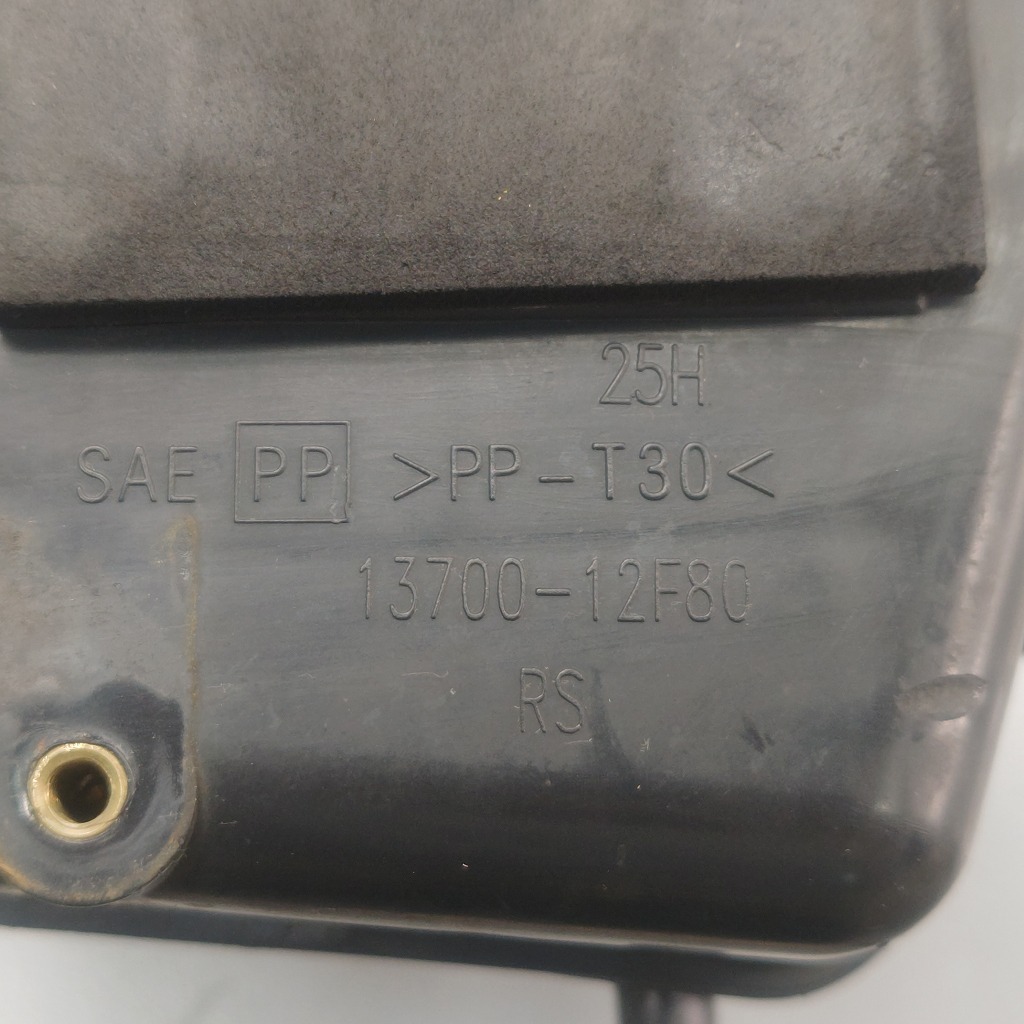 25H
SAE PP >PP-T30<
13700-12F80
RS